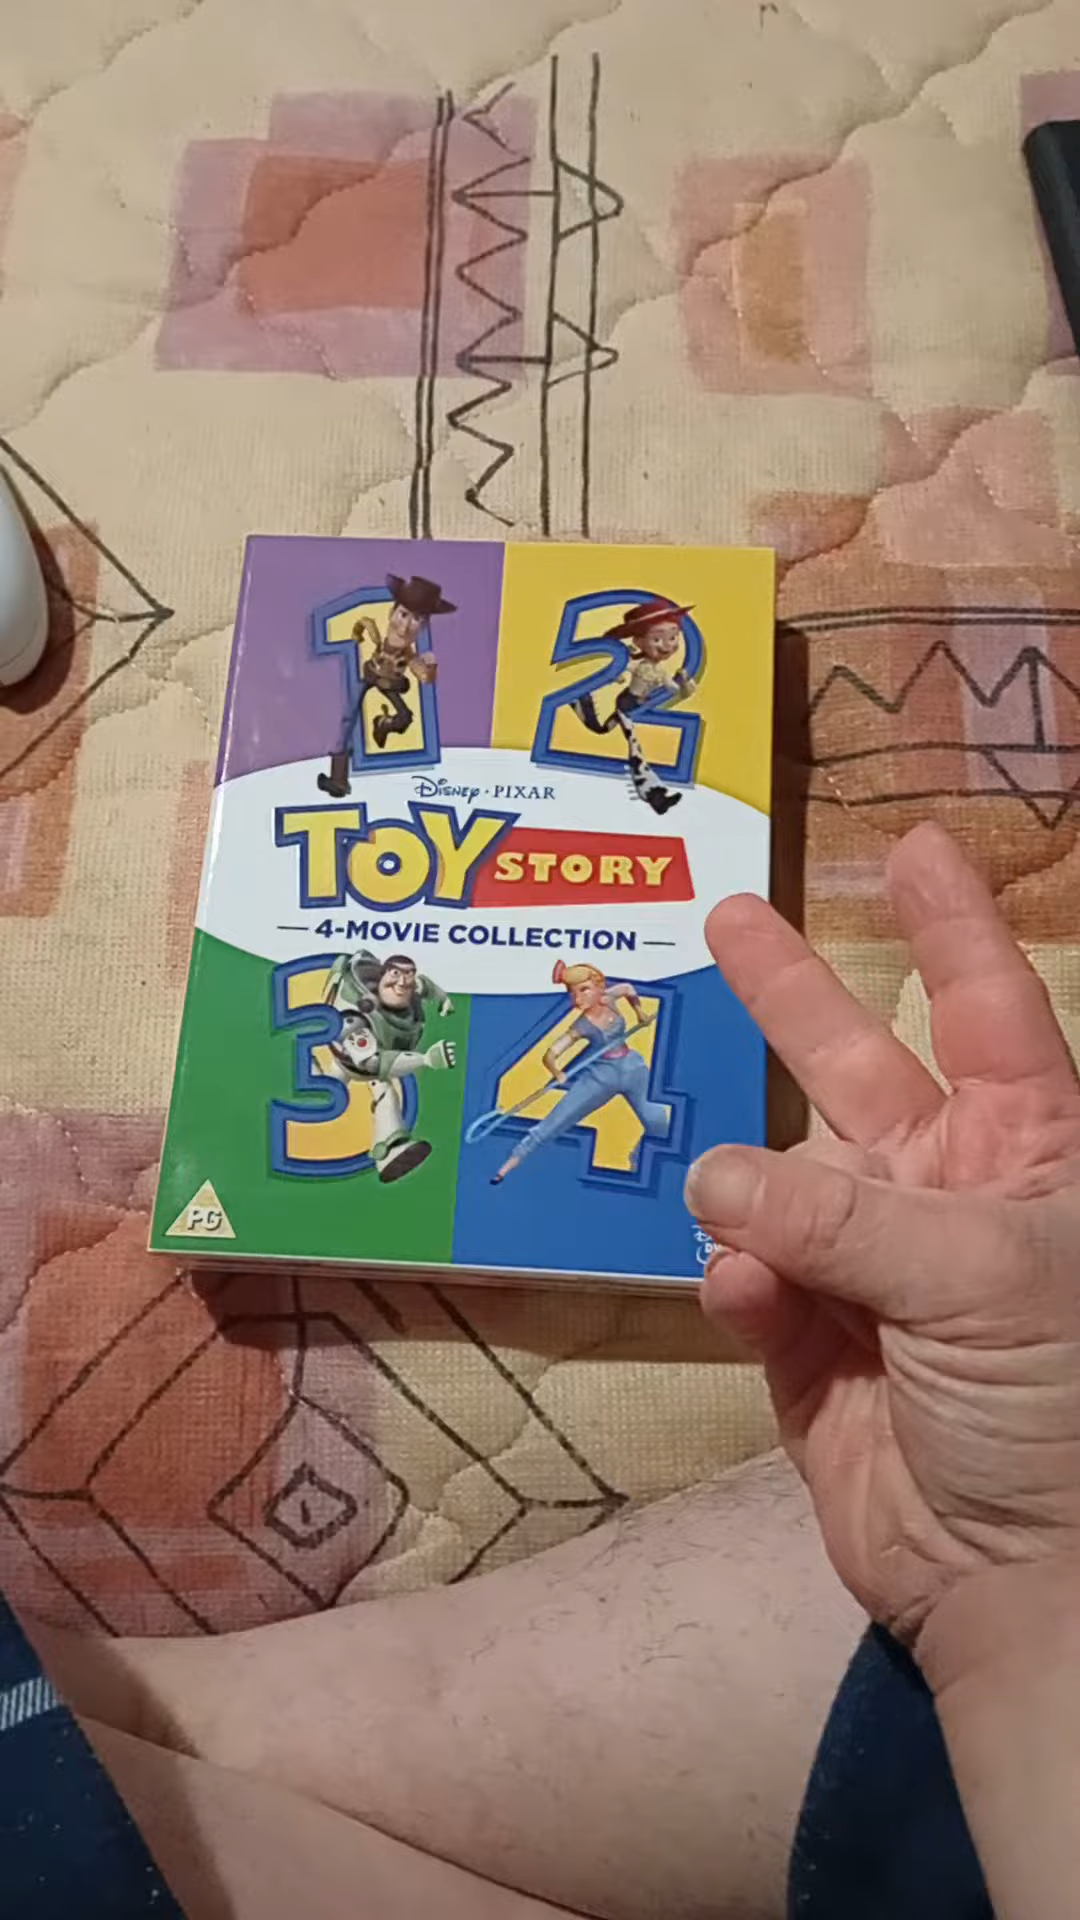 1 2
Disney · PIXAR
TOY STORY
4-MOVIE COLLECTION
3 4
PG